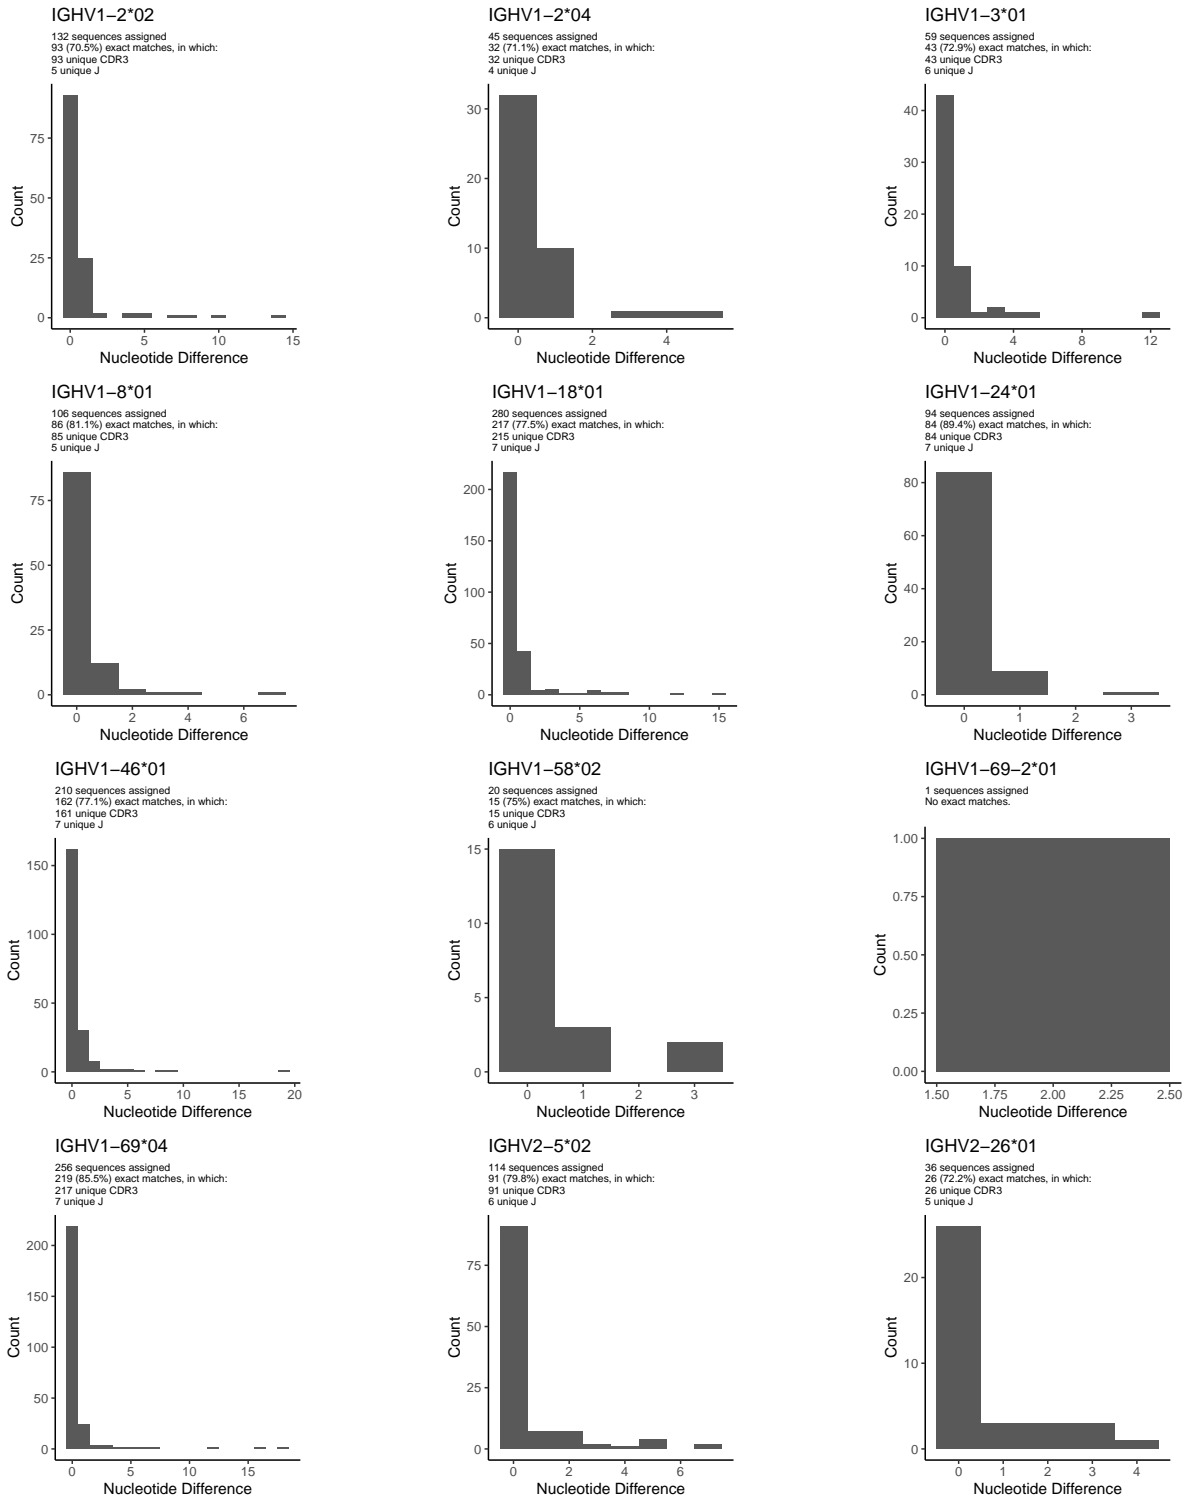 IGHV1−2*02
132 sequences assigned
93 (70.5%) exact matches, in which:
93 unique CDR3
5 unique J
75
50
25
0
Count
0 5 10 15
Nucleotide Difference
IGHV1−2*04
45 sequences assigned
32 (71.1%) exact matches, in which:
32 unique CDR3
4 unique J
30
20
10
0
Count
0 2 4
Nucleotide Difference
IGHV1−3*01
59 sequences assigned
43 (72.9%) exact matches, in which:
43 unique CDR3
6 unique J
40
30
20
10
0
Count
0 4 8 12
Nucleotide Difference
IGHV1−8*01
106 sequences assigned
86 (81.1%) exact matches, in which:
85 unique CDR3
5 unique J
75
50
25
0
Count
0 2 4 6
Nucleotide Difference
IGHV1−18*01
280 sequences assigned
217 (77.5%) exact matches, in which:
215 unique CDR3
7 unique J
200
150
100
50
0
Count
0 5 10 15
Nucleotide Difference
IGHV1−24*01
94 sequences assigned
84 (89.4%) exact matches, in which:
84 unique CDR3
7 unique J
80
60
40
20
0
Count
0 1 2 3
Nucleotide Difference
IGHV1−46*01
210 sequences assigned
162 (77.1%) exact matches, in which:
161 unique CDR3
7 unique J
150
100
50
0
Count
0 5 10 15 20
Nucleotide Difference
IGHV1−58*02
20 sequences assigned
15 (75%) exact matches, in which:
15 unique CDR3
6 unique J
15
10
5
0
Count
0 1 2 3
Nucleotide Difference
IGHV1−69−2*01
1 sequences assigned
No exact matches.
1.00
0.75
0.50
0.25
0.00
Count
1.50 1.75 2.00 2.25 2.50
Nucleotide Difference
IGHV1−69*04
256 sequences assigned
219 (85.5%) exact matches, in which:
217 unique CDR3
7 unique J
200
150
100
50
0
Count
0 5 10 15
Nucleotide Difference
IGHV2−5*02
114 sequences assigned
91 (79.8%) exact matches, in which:
91 unique CDR3
6 unique J
75
50
25
0
Count
0 2 4 6
Nucleotide Difference
IGHV2−26*01
36 sequences assigned
26 (72.2%) exact matches, in which:
26 unique CDR3
5 unique J
20
10
0
Count
0 1 2 3 4
Nucleotide Difference